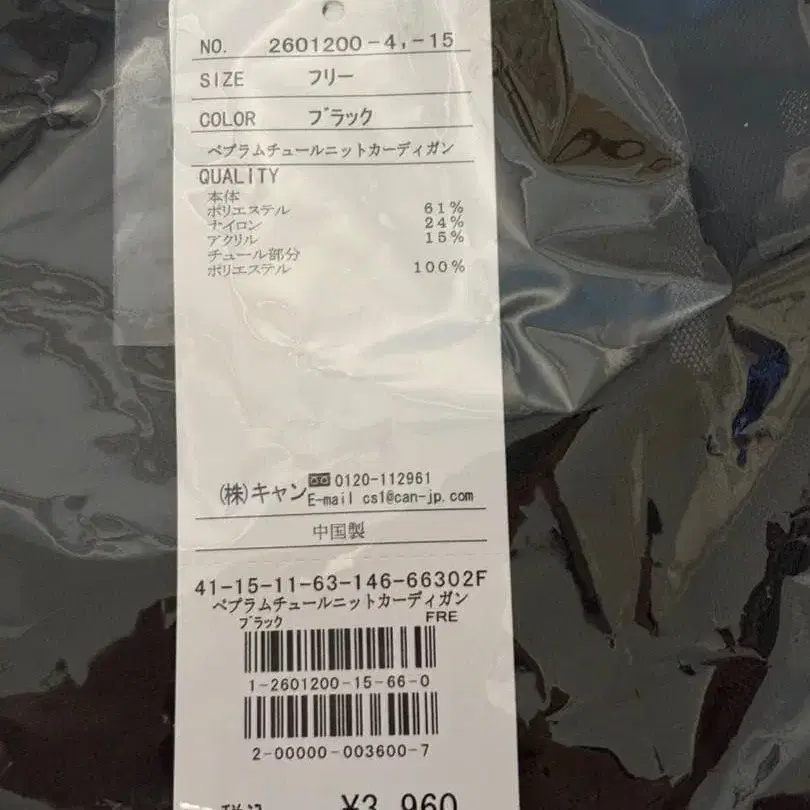 NO. 2601200-4,-15
SIZE フリー
COLOR ブラック
ペプラムチュールニットカーディガン
QUALITY
本体
ポリエステル 61%
ナイロン 24%
アクリル 15%
チュール部分
ポリエステル 100%
(株)キャン 0120-112961
E-mail cs1@can-jp.com
中国製
41-15-11-63-146-66302F
ペプラムチュールニットカーディガン
ブラック FRE
1-2601200-15-66-0
2-00000-003600-7
税込 ¥3,960